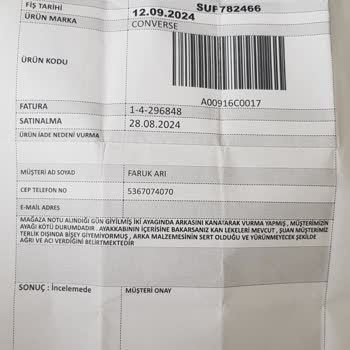 FİŞ TARİHİ 12.09.2024 SUF782466
ÜRÜN MARKA CONVERSE
ÜRÜN KODU
A00916C0017
FATURA 1-4-296848
SATINALMA 28.08.2024
ÜRÜN İADE NEDENİ VURMA
MÜŞTERİ AD SOYAD FARUK ARI
CEP TELEFON NO 5367074070
E-MAİL ADRES
MAĞAZA NOTU ALINDIĞI GÜN GİYİLMİŞ İKİ AYAĞINDA ARKASINI KANATARAK VURMA YAPMIŞ , MÜŞTERİMİZİN
AYAĞI KÖTÜ DURUMDADIR . AYAKKABININ İÇERİSİNE BAKARSANIZ KAN LEKELERİ MEVCUT , ŞUAN MÜŞTERİMİZ
TERLİK DIŞINDA BİŞEY GİYEMİYORMUŞ , ARKA MALZEMESİNİN SERT OLDUĞU VE YÜRÜNMEYECEK ŞEKİLDE
AĞRI VE ACI VERDİĞİNİ BELİRTMEKTEDİR
SONUÇ : İncelemede MÜŞTERİ ONAY